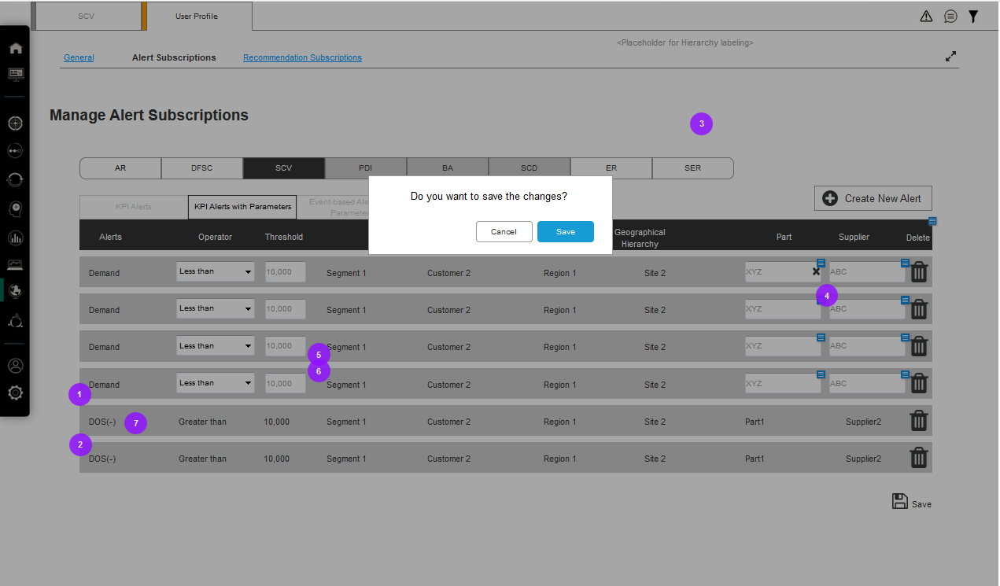 SCV
User Profile
<Placeholder for Hierarchy labeling>
General
Alert Subscriptions
Recommendation Subscriptions
Manage Alert Subscriptions
3
AR
DFSC
SCV
PDI
BA
SCD
ER
SER
KPI Alerts
KPI Alerts with Parameters
Event-based Ale
Paramete
Do you want to save the changes?
Cancel
Save
Create New Alert
Alerts
Operator
Threshold
Geographical
Hierarchy
Part
Supplier
Delete
Demand
Less than
10,000
Segment 1
Customer 2
Region 1
Site 2
XYZ
ABC
4
Demand
Less than
10,000
Segment 1
Customer 2
Region 1
Site 2
XYZ
ABC
Demand
Less than
10,000
5
Segment 1
Customer 2
Region 1
Site 2
XYZ
ABC
6
1
Demand
Less than
10,000
Segment 1
Customer 2
Region 1
Site 2
XYZ
ABC
DOS(-)
7
Greater than
10,000
Segment 1
Customer 2
Region 1
Site 2
Part1
Supplier2
2
DOS(-)
Greater than
10,000
Segment 1
Customer 2
Region 1
Site 2
Part1
Supplier2
Save